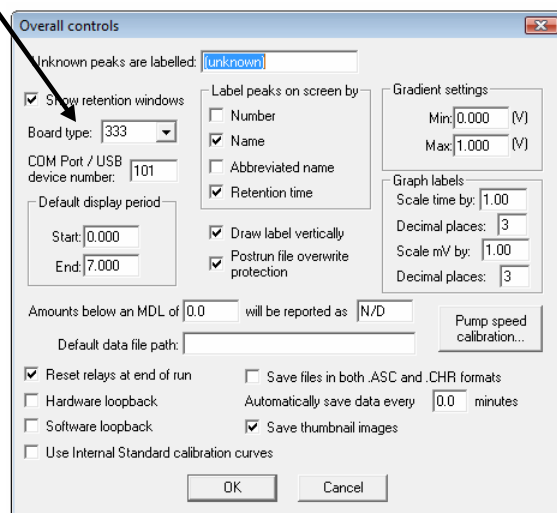 Overall controls
Unknown peaks are labelled: (unknown)
Show retention windows
Board type: 333
COM Port / USB
device number: 101
Default display period
Start: 0.000
End: 7.000
Label peaks on screen by
Number
Name
Abbreviated name
Retention time
Draw label vertically
Postrun file overwrite
protection
Gradient settings
Min: 0.000 (V)
Max: 1.000 (V)
Graph labels
Scale time by: 1.00
Decimal places: 3
Scale mV by: 1.00
Decimal places: 3
Amounts below an MDL of 0.0 will be reported as N/D
Default data file path:
Pump speed
calibration...
Reset relays at end of run
Hardware loopback
Software loopback
Use Internal Standard calibration curves
Save files in both .ASC and .CHR formats
Automatically save data every 0.0 minutes
Save thumbnail images
OK
Cancel